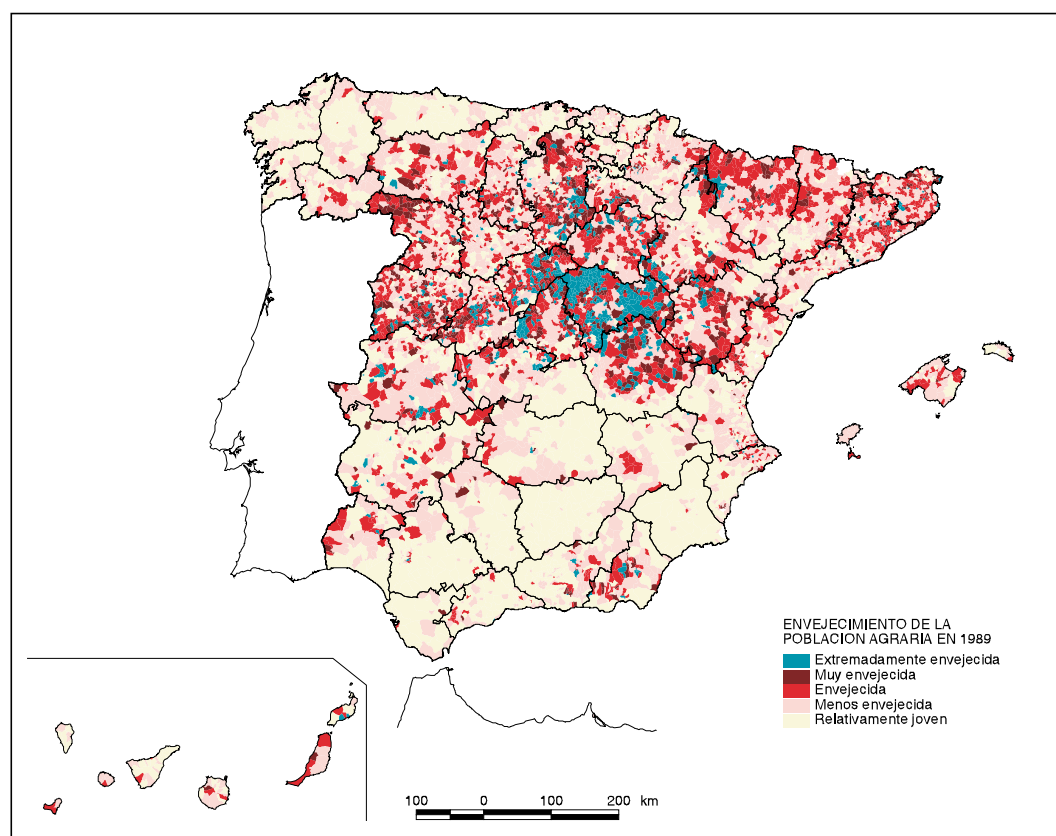 ENVEJECIMIENTO DE LA
POBLACION AGRARIA EN 1989
Extremadamente envejecida
Muy envejecida
Envejecida
Menos envejecida
Relativamente joven
100 0 100 200 km